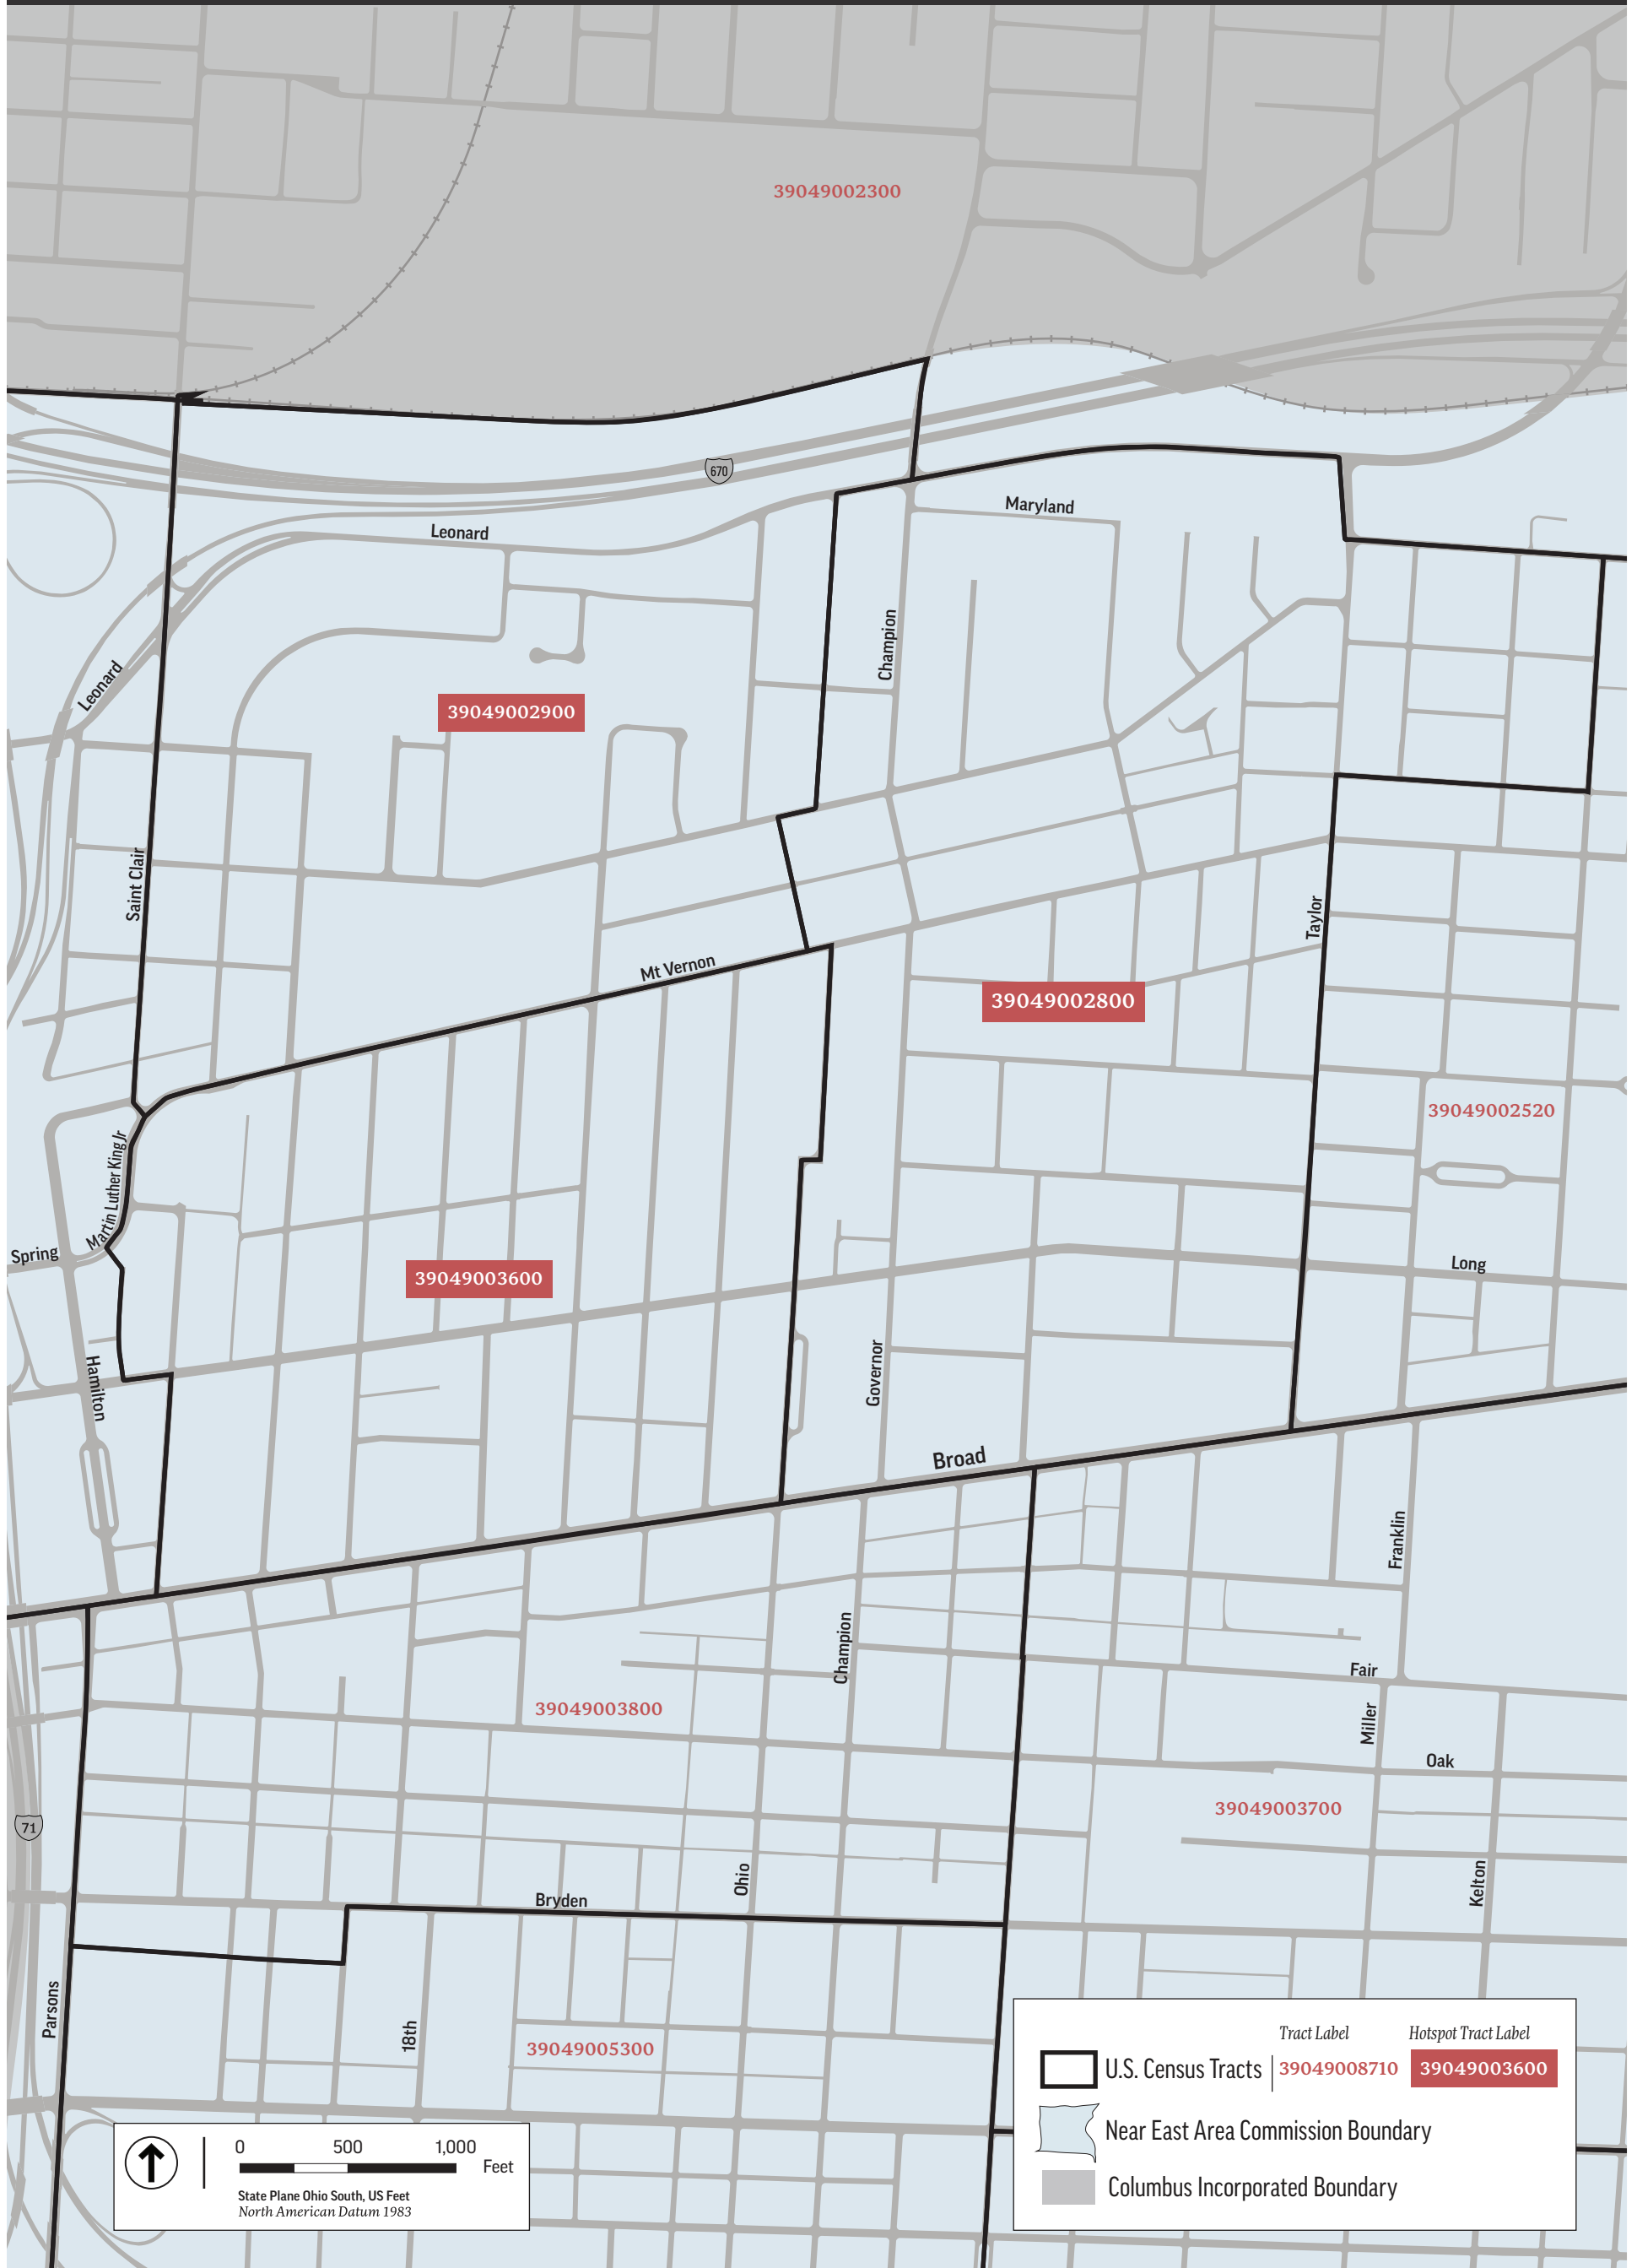 39049002300
670
Maryland
Leonard
Champion
Leonard
39049002900
Saint Clair
Taylor
Mt Vernon
39049002800
39049002520
Martin Luther King Jr
Spring
Long
39049003600
Hamilton
Governor
Broad
Franklin
Champion
Fair
39049003800
Miller
Oak
39049003700
71
Ohio
Kelton
Bryden
Parsons
18th
39049005300
Tract Label
Hotspot Tract Label
U.S. Census Tracts
39049008710
39049003600
Near East Area Commission Boundary
Columbus Incorporated Boundary
0 500 1,000
Feet
State Plane Ohio South, US Feet
North American Datum 1983